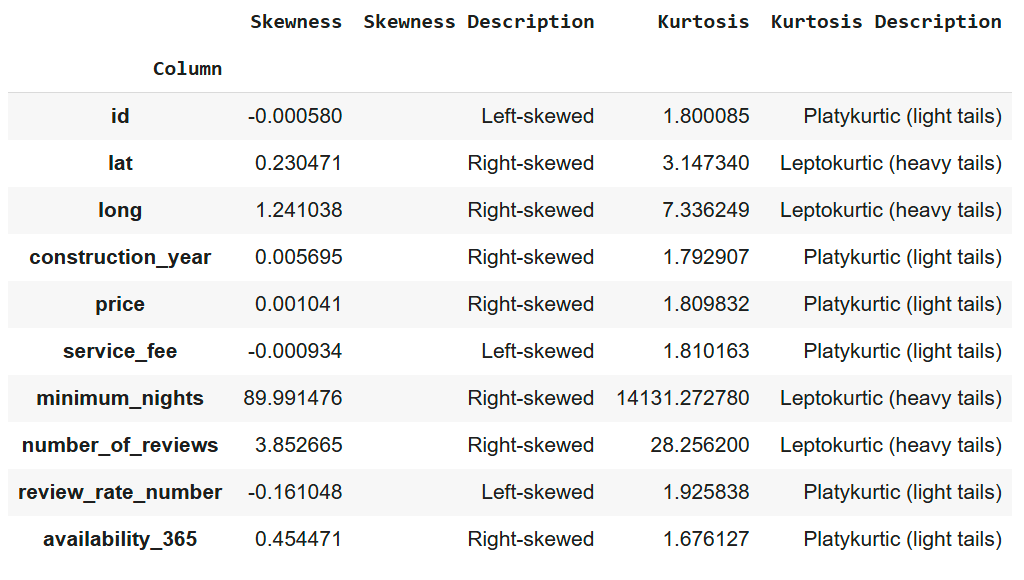 Skewness Skewness Description Kurtosis Kurtosis Description
Column
id -0.000580 Left-skewed 1.800085 Platykurtic (light tails)
lat 0.230471 Right-skewed 3.147340 Leptokurtic (heavy tails)
long 1.241038 Right-skewed 7.336249 Leptokurtic (heavy tails)
construction_year 0.005695 Right-skewed 1.792907 Platykurtic (light tails)
price 0.001041 Right-skewed 1.809832 Platykurtic (light tails)
service_fee -0.000934 Left-skewed 1.810163 Platykurtic (light tails)
minimum_nights 89.991476 Right-skewed 14131.272780 Leptokurtic (heavy tails)
number_of_reviews 3.852665 Right-skewed 28.256200 Leptokurtic (heavy tails)
review_rate_number -0.161048 Left-skewed 1.925838 Platykurtic (light tails)
availability_365 0.454471 Right-skewed 1.676127 Platykurtic (light tails)